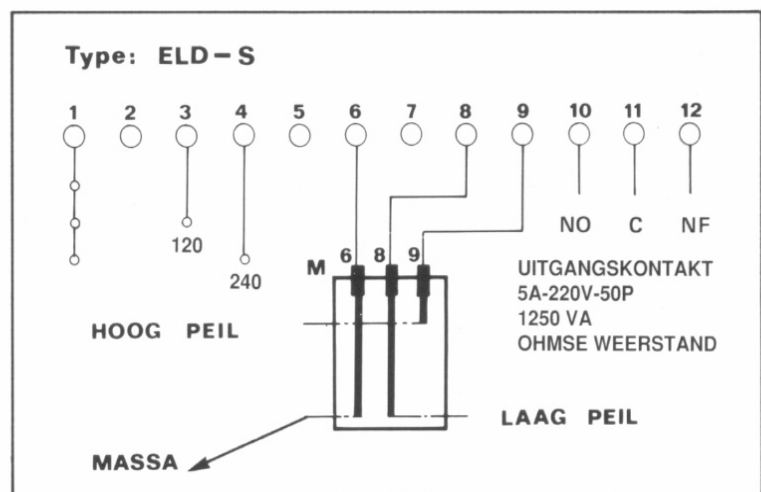 Type: ELD-S
1 2 3 4 5 6 7 8 9 10 11 12
NO C NF
120
240
M 6 8 9
UITGANGSKONTAKT
5A-220V-50P
1250 VA
OHMSE WEERSTAND
HOOG PEIL
LAAG PEIL
MASSA